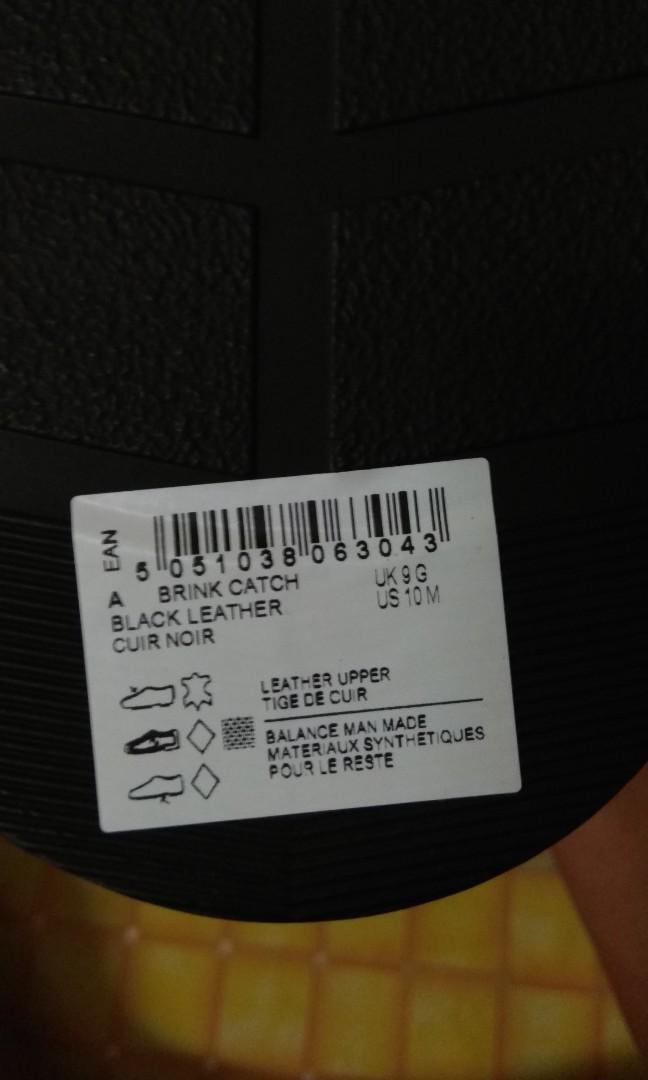 EAN
5 051038 063043
A BRINK CATCH
UK 9 G
BLACK LEATHER
US 10 M
CUIR NOIR
LEATHER UPPER
TIGE DE CUIR
BALANCE MAN MADE
MATERIAUX SYNTHETIQUES
POUR LE RESTE